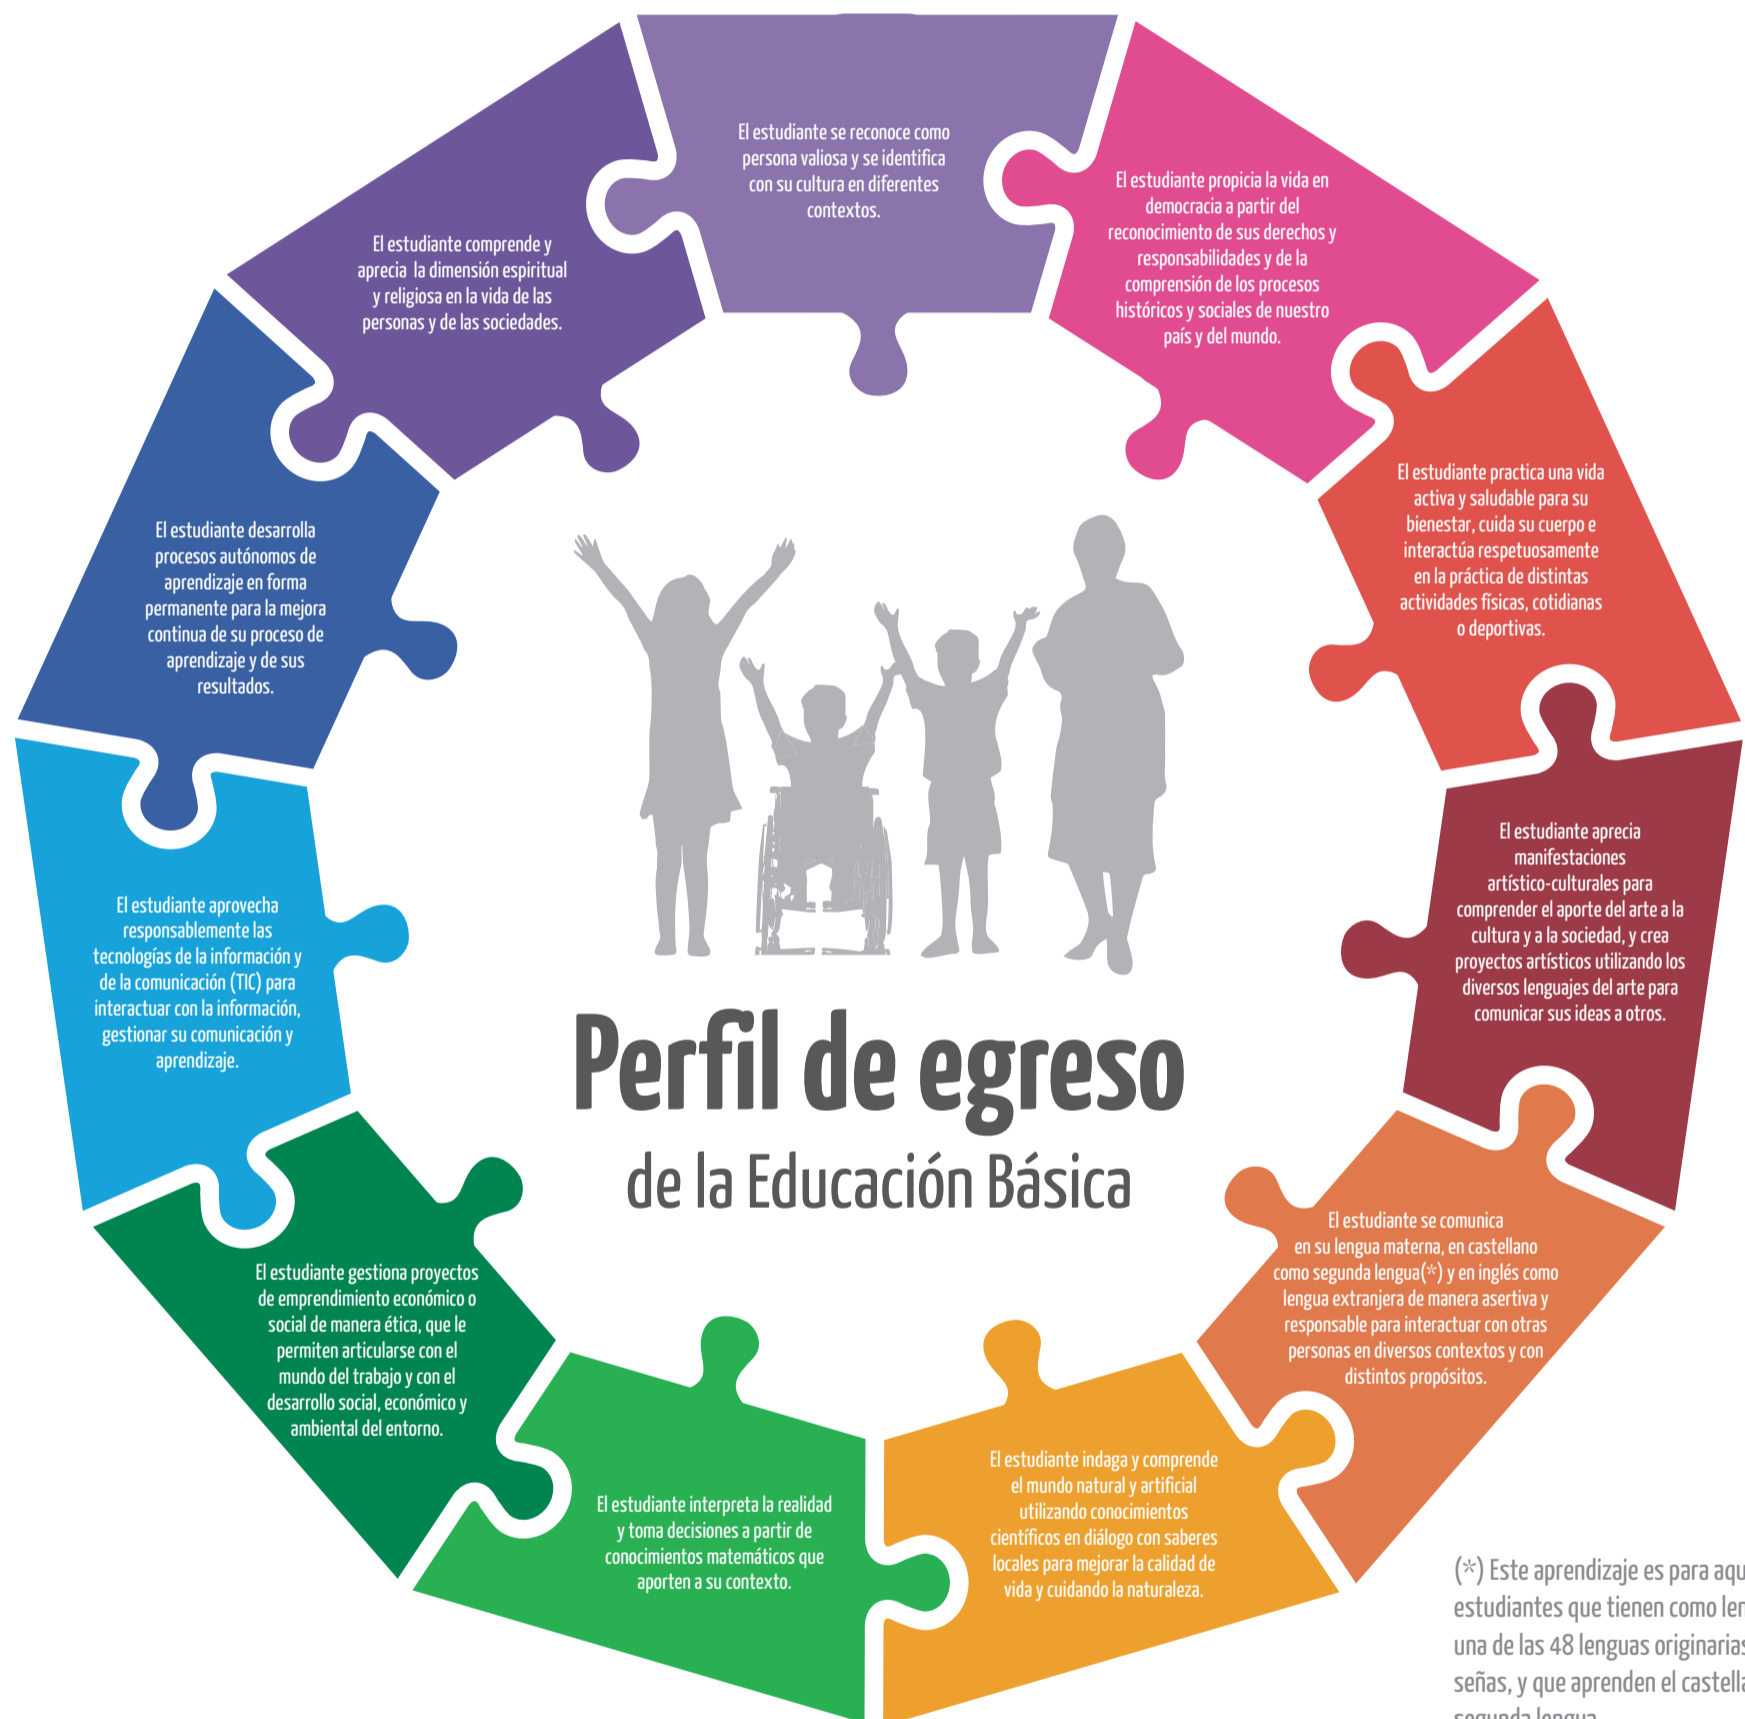 El estudiante se reconoce como
persona valiosa y se identifica
con su cultura en diferentes
contextos.
El estudiante propicia la vida en
democracia a partir del
reconocimiento de sus derechos y
responsabilidades y de la
comprensión de los procesos
históricos y sociales de nuestro
país y del mundo.
El estudiante practica una vida
activa y saludable para su
bienestar, cuida su cuerpo e
interactúa respetuosamente
en la práctica de distintas
actividades físicas, cotidianas
o deportivas.
El estudiante aprecia
manifestaciones
artístico-culturales para
comprender el aporte del arte a la
cultura y a la sociedad, y crea
proyectos artísticos utilizando los
diversos lenguajes del arte para
comunicar sus ideas a otros.
El estudiante se comunica
en su lengua materna, en castellano
como segunda lengua(*) y en inglés como
lengua extranjera de manera asertiva y
responsable para interactuar con otras
personas en diversos contextos y con
distintos propósitos.
El estudiante indaga y comprende
el mundo natural y artificial
utilizando conocimientos
científicos en diálogo con saberes
locales para mejorar la calidad de
vida y cuidando la naturaleza.
El estudiante interpreta la realidad
y toma decisiones a partir de
conocimientos matemáticos que
aporten a su contexto.
El estudiante gestiona proyectos
de emprendimiento económico o
social de manera ética, que le
permiten articularse con el
mundo del trabajo y con el
desarrollo social, económico y
ambiental del entorno.
El estudiante aprovecha
responsablemente las
tecnologías de la información y
de la comunicación (TIC) para
interactuar con la información,
gestionar su comunicación y
aprendizaje.
El estudiante desarrolla
procesos autónomos de
aprendizaje en forma
permanente para la mejora
continua de su proceso de
aprendizaje y de sus
resultados.
El estudiante comprende y
aprecia la dimensión espiritual
y religiosa en la vida de las
personas y de las sociedades.
Perfil de egreso
de la Educación Básica
(*) Este aprendizaje es para
estudiantes que tienen como
una de las 48 lenguas originarias
señas, y que aprenden el
segunda lengua